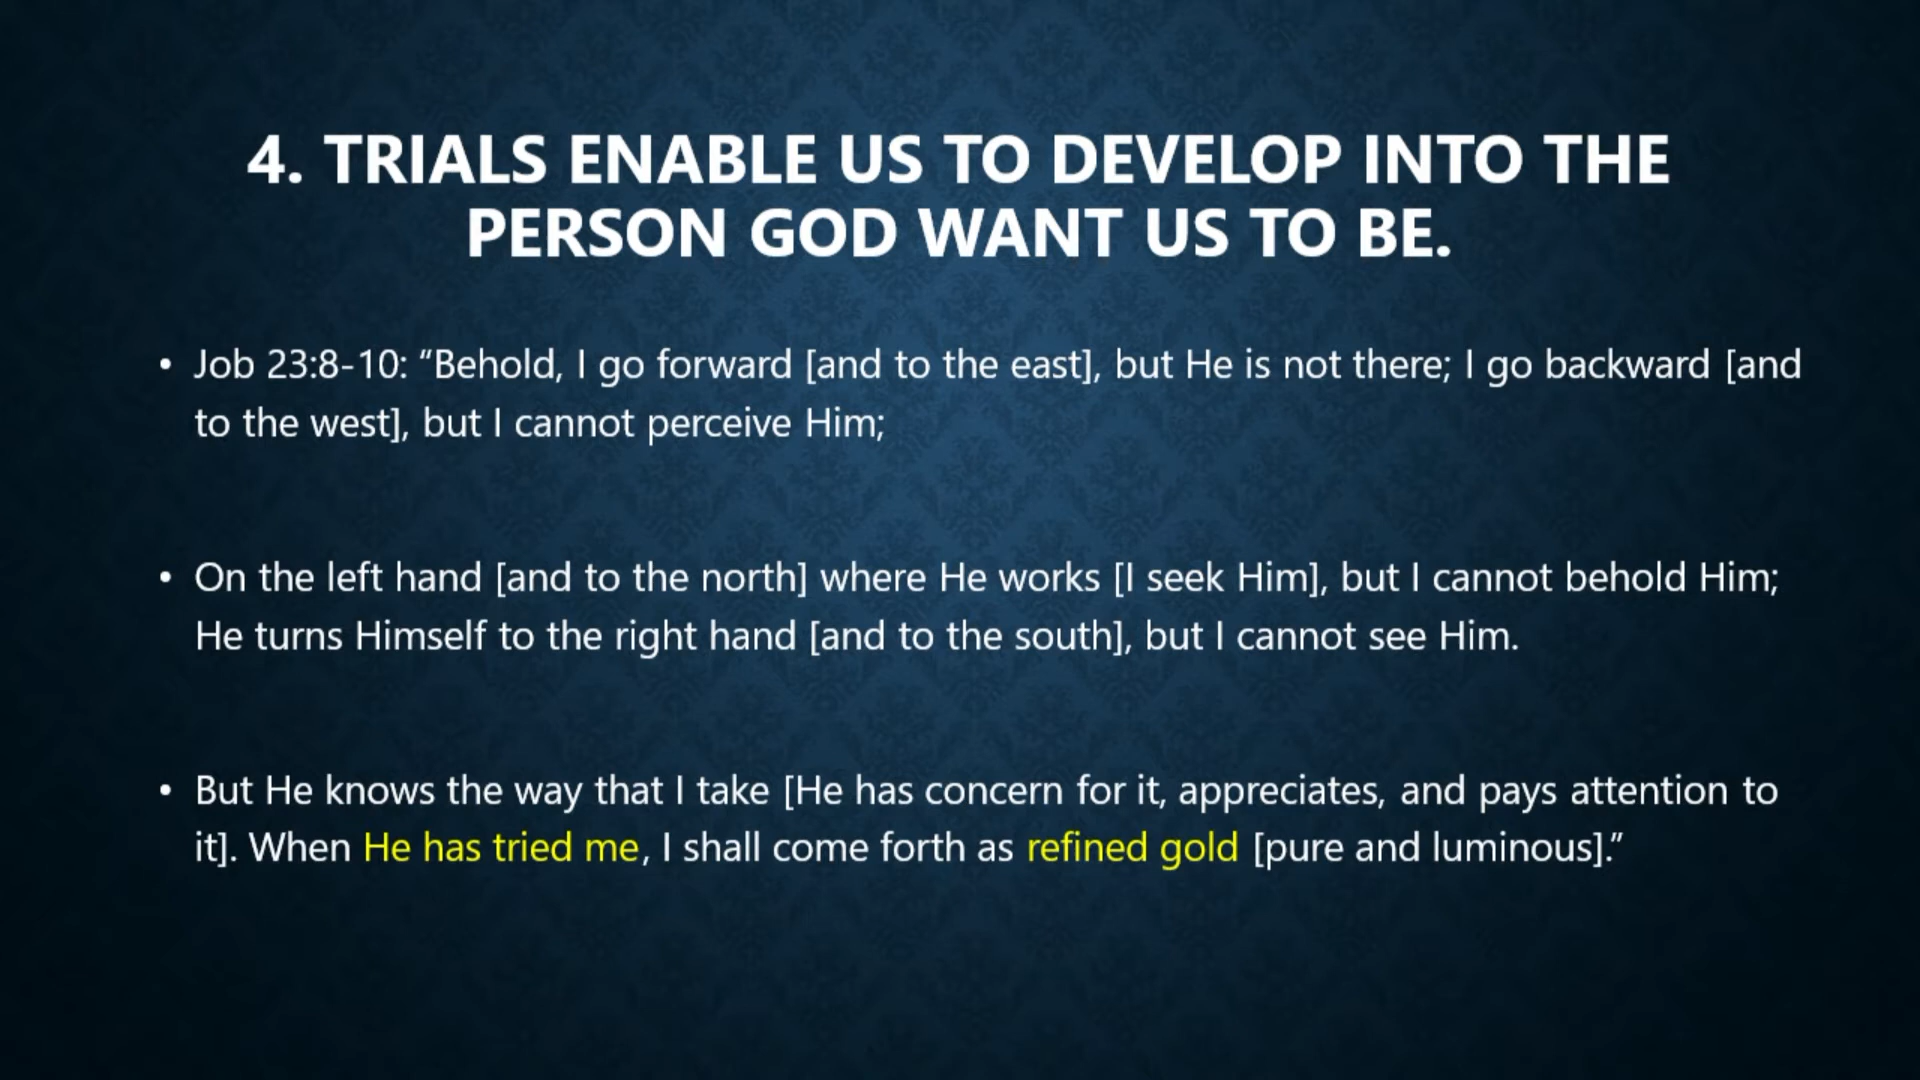 4. TRIALS ENABLE US TO DEVELOP INTO THE
PERSON GOD WANT US TO BE.
• Job 23:8-10: “Behold, I go forward [and to the east], but He is not there; I go backward [and
to the west], but I cannot perceive Him;
• On the left hand [and to the north] where He works [I seek Him], but I cannot behold Him;
He turns Himself to the right hand [and to the south], but I cannot see Him.
• But He knows the way that I take [He has concern for it, appreciates, and pays attention to
it]. When He has tried me, I shall come forth as refined gold [pure and luminous].”